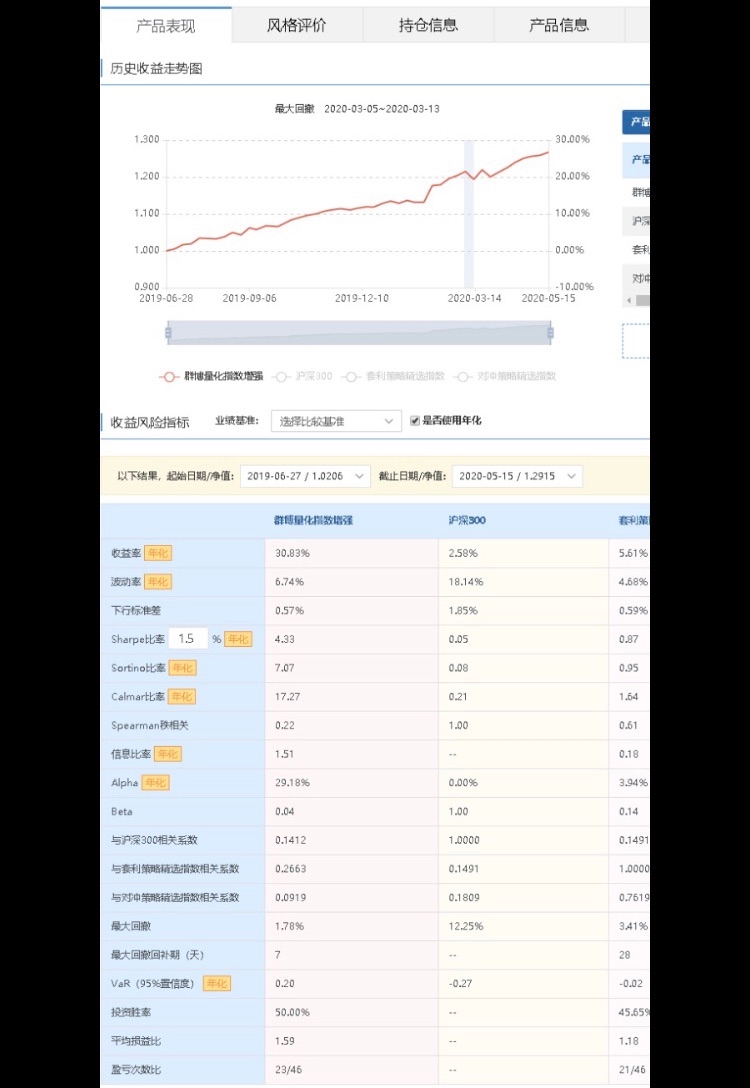 产品表现 风格评价 持仓信息 产品信息
历史收益走势图
最大回撤 2020-03-05~2020-03-13
产品
1.300 30.00%
1.200 20.00%
产品
1.100 10.00%
群博
沪深
1.000 0.00%
套利
对冲
0.900 -10.00%
2019-06-28 2019-09-06 2019-12-10 2020-03-14 2020-05-15
群博量化指数增强 沪深300 套利策略精选指数 对冲策略精选指数
收益风险指标 业绩基准: 选择比较基准 是否使用年化
以下结果，起始日期/净值: 2019-06-27 / 1.0206 截止日期/净值: 2020-05-15 / 1.2915
群博量化指数增强 沪深300 套利策
收益率 年化 30.83% 2.58% 5.61%
波动率 年化 6.74% 18.14% 4.68%
下行标准差 0.57% 1.85% 0.59%
Sharpe比率 1.5 % 年化 4.33 0.05 0.87
Sortino比率 年化 7.07 0.08 0.95
Calmar比率 年化 17.27 0.21 1.64
Spearman秩相关 0.22 1.00 0.61
信息比率 年化 1.51 -- 0.18
Alpha 年化 29.18% 0.00% 3.94%
Beta 0.04 1.00 0.14
与沪深300相关系数 0.1412 1.0000 0.1491
与套利策略精选指数相关系数 0.2663 0.1491 1.0000
与对冲策略精选指数相关系数 0.0919 0.1809 0.7619
最大回撤 1.78% 12.25% 3.41%
最大回撤回补期（天） 7 -- 28
VaR（95%置信度） 年化 0.20 -0.27 -0.02
投资胜率 50.00% -- 45.65%
平均损益比 1.59 -- 1.18
盈亏次数比 23/46 -- 21/46